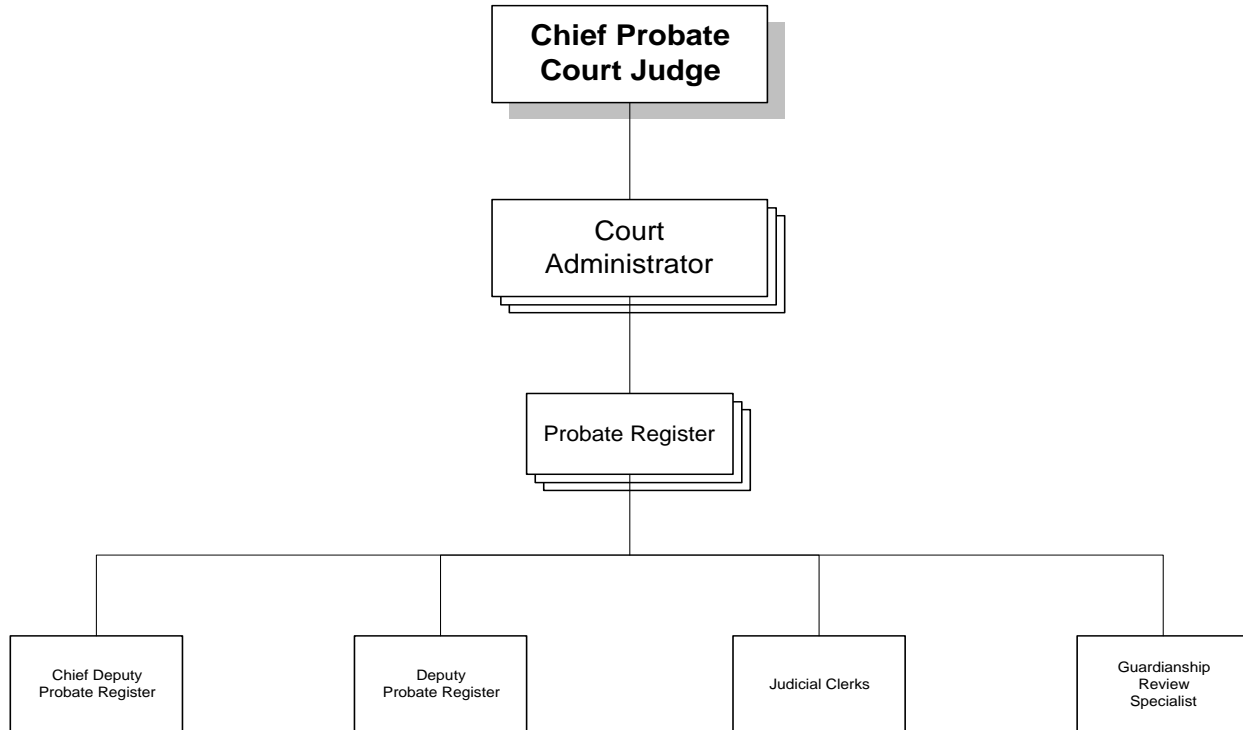 Chief Probate
Court Judge
Court
Administrator
Probate Register
Chief Deputy
Probate Register
Deputy
Probate Register
Judicial Clerks
Guardianship
Review
Specialist